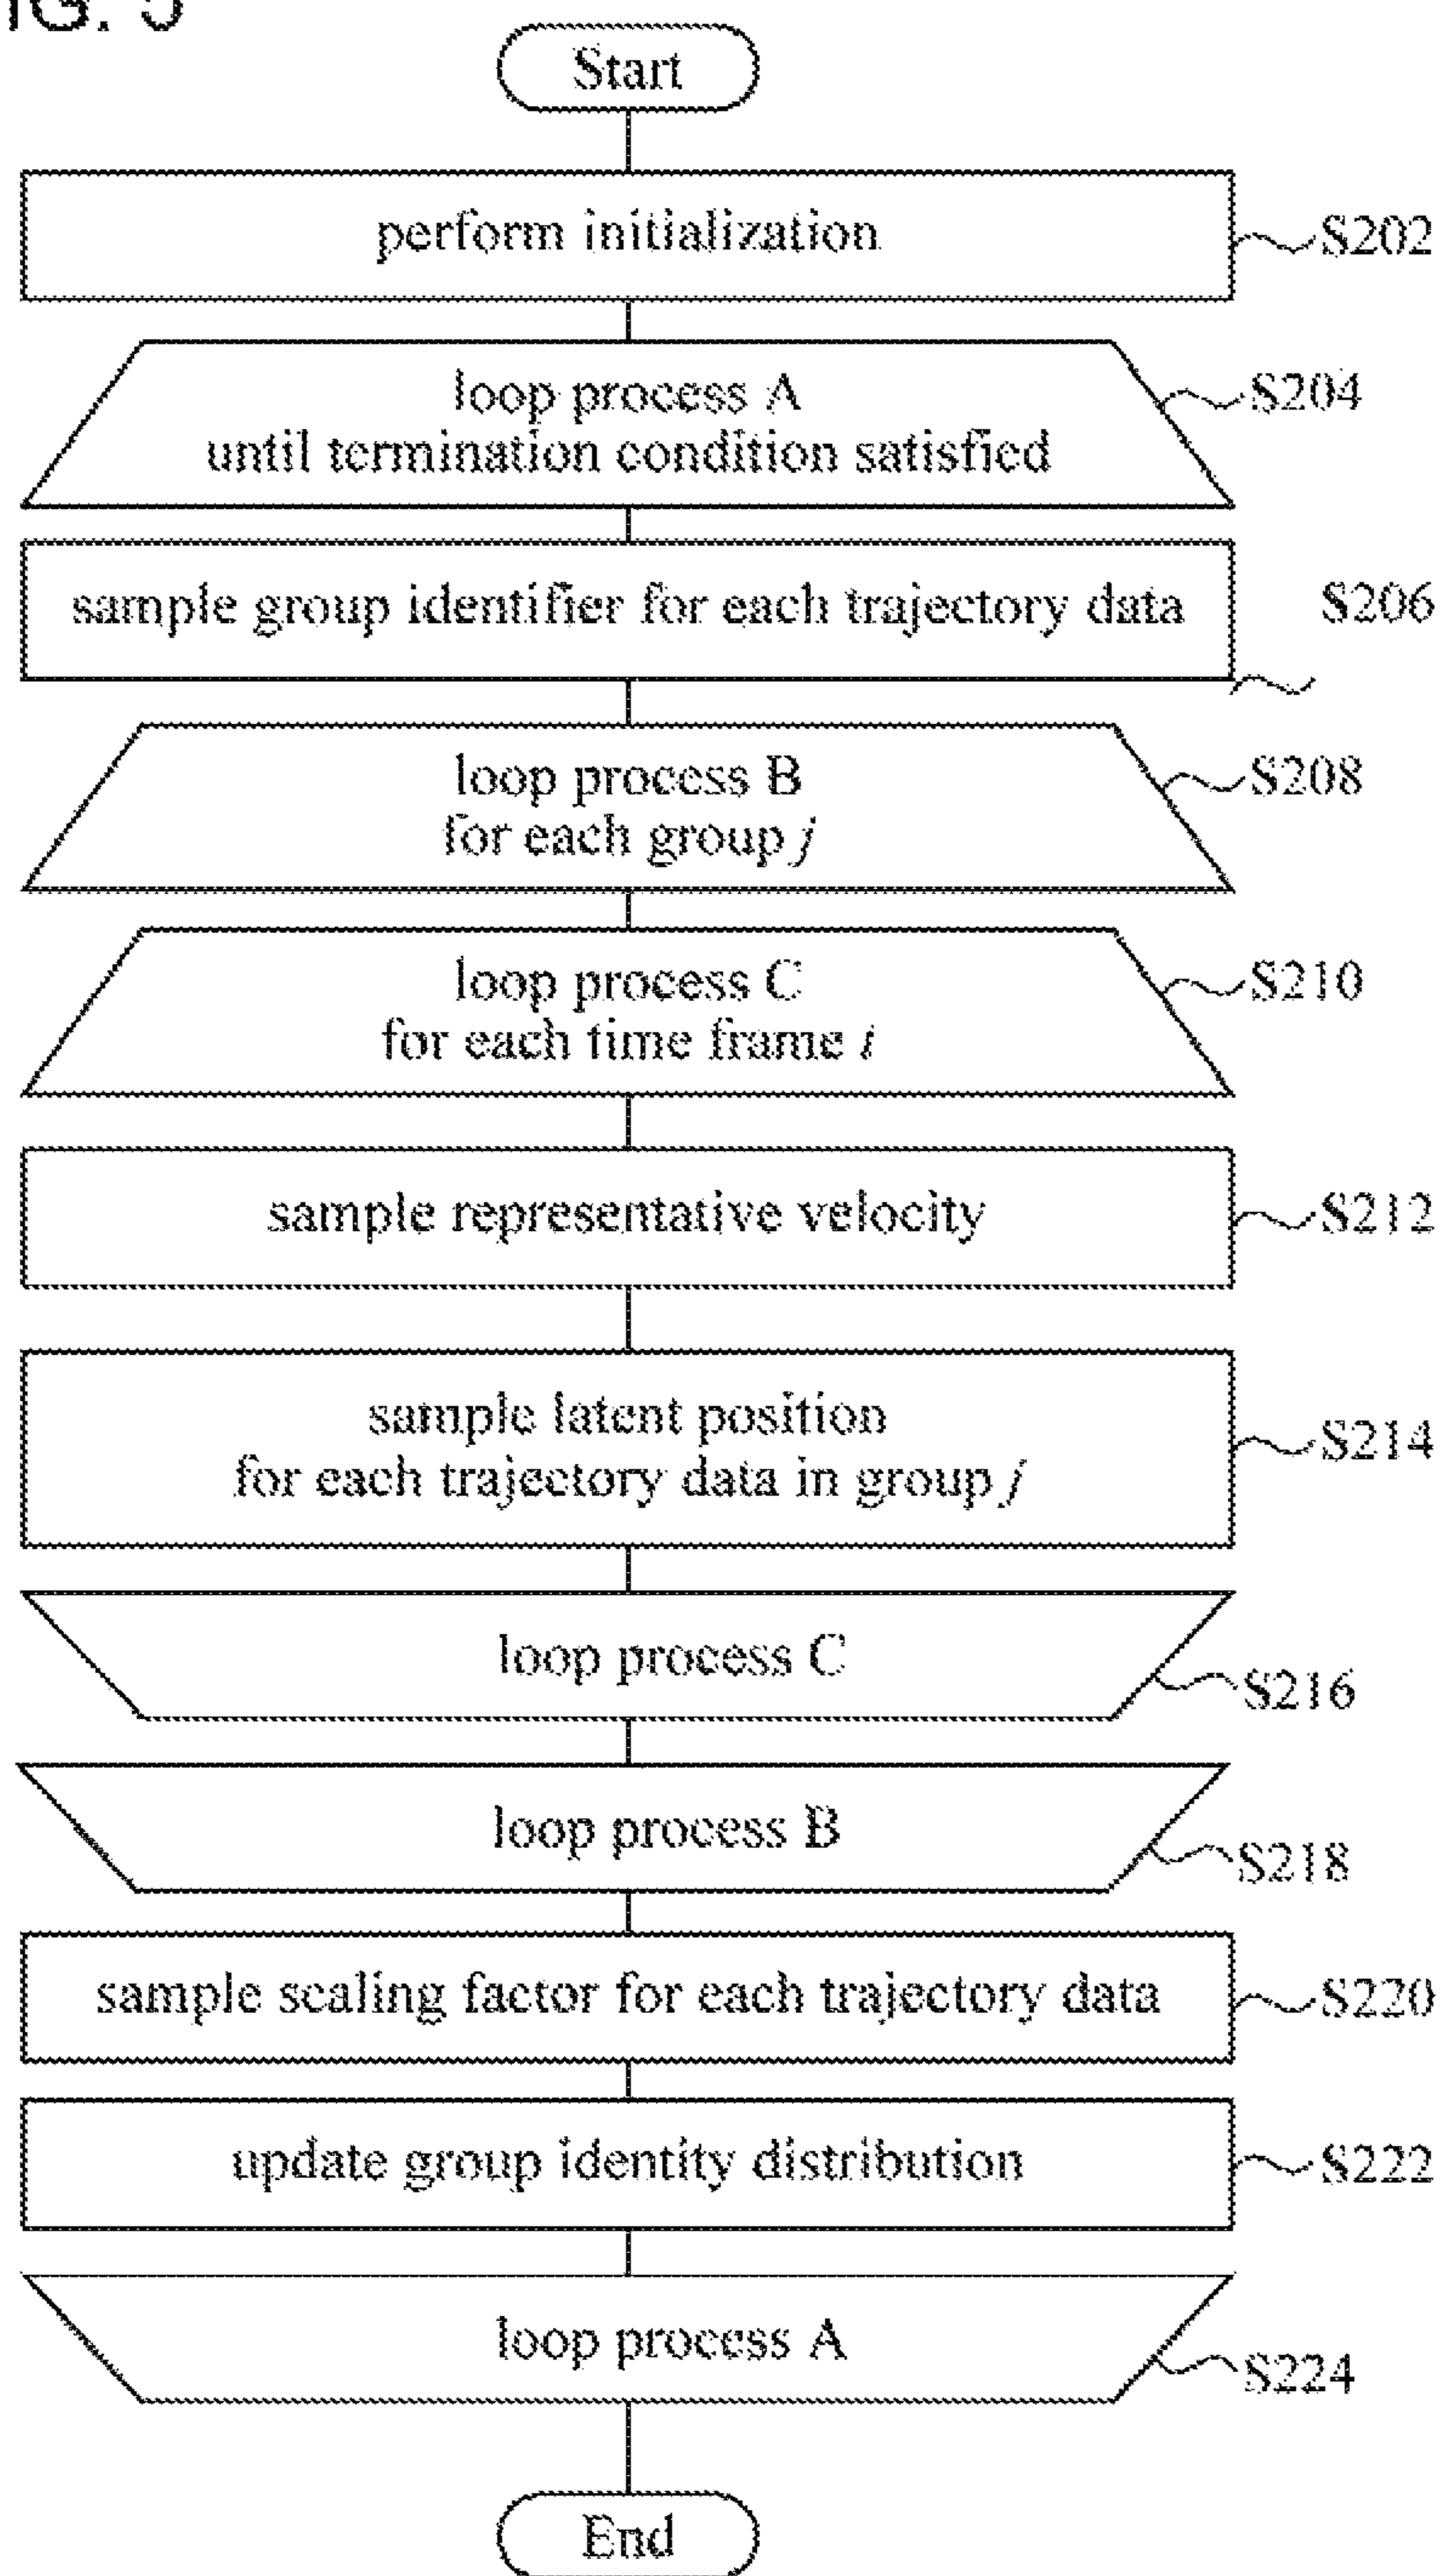 FIG. 5
Start
perform initialization
S202
loop process A
until termination condition satisfied
S204
sample group identifier for each trajectory data
S206
loop process B
for each group j
S208
loop process C
for each time frame i
S210
sample representative velocity
S212
sample latent position
for each trajectory data in group j
S214
loop process C
S216
loop process B
S218
sample scaling factor for each trajectory data
S220
update group identity distribution
S222
loop process A
S224
End